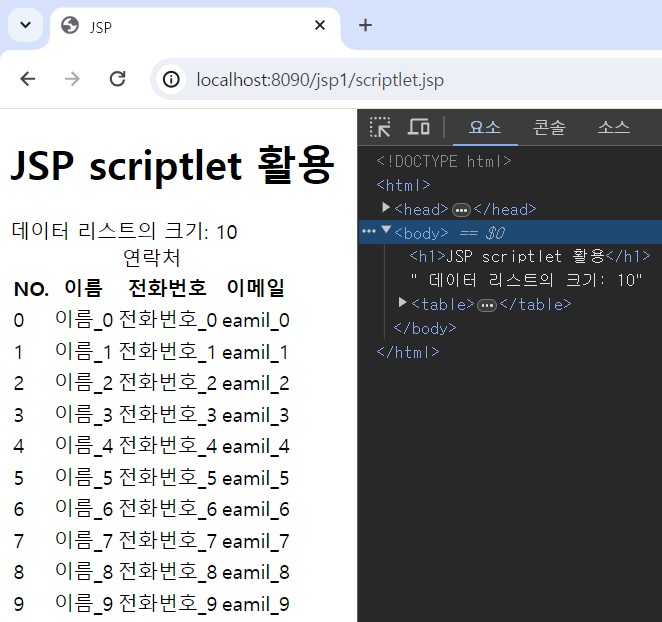 JSP
localhost:8090/jsp1/scriptlet.jsp
JSP scriptlet 활용
데이터 리스트의 크기: 10
연락처
NO. 이름 전화번호 이메일
0 이름_0 전화번호_0 eamil_0
1 이름_1 전화번호_1 eamil_1
2 이름_2 전화번호_2 eamil_2
3 이름_3 전화번호_3 eamil_3
4 이름_4 전화번호_4 eamil_4
5 이름_5 전화번호_5 eamil_5
6 이름_6 전화번호_6 eamil_6
7 이름_7 전화번호_7 eamil_7
8 이름_8 전화번호_8 eamil_8
9 이름_9 전화번호_9 eamil_9
요소 콘솔 소스
<!DOCTYPE html>
<html>
<head>…</head>
<body> == $0
<h1>JSP scriptlet 활용</h1>
" 데이터 리스트의 크기: 10"
<table>…</table>
</body>
</html>